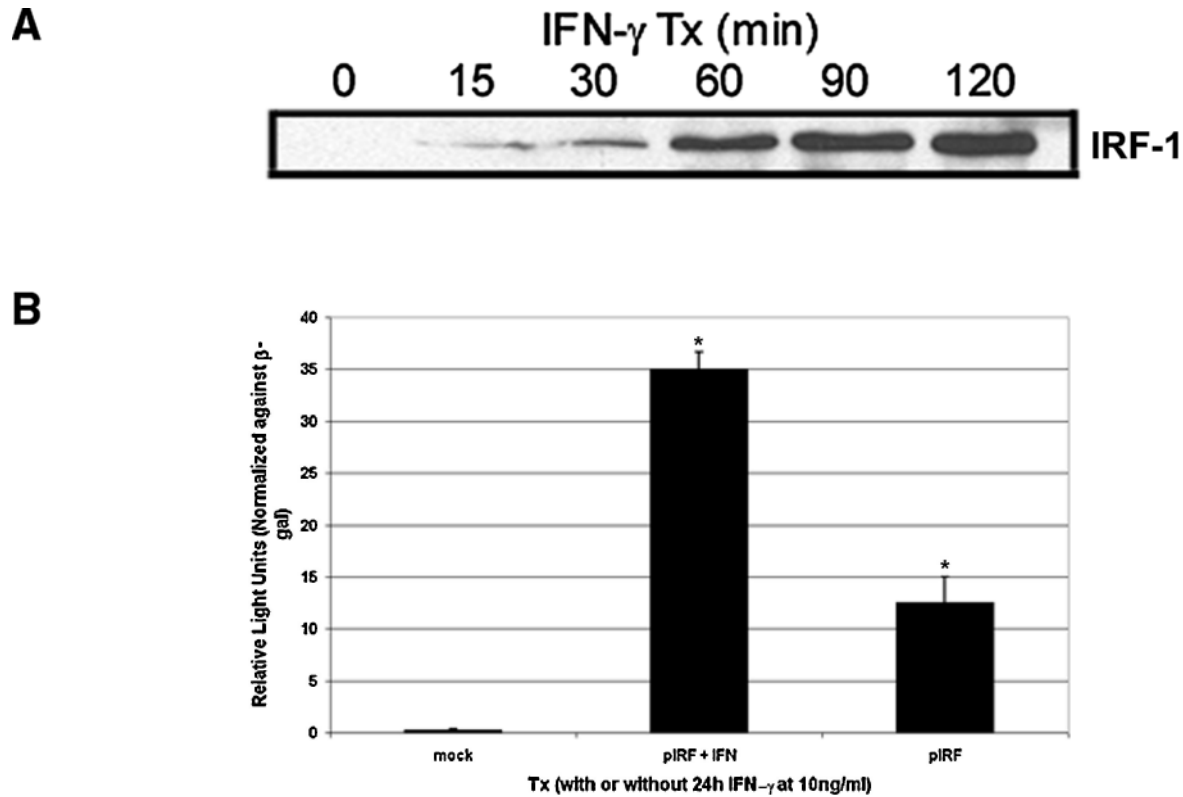 A
IFN-γ Tx (min)
0 15 30 60 90 120
IRF-1
B
Relative Light Units (Normalized against β-
gal)
40
35
30
25
20
15
10
5
0
*
*
mock pIRF + IFN pIRF
Tx (with or without 24h IFN-γ at 10ng/ml)